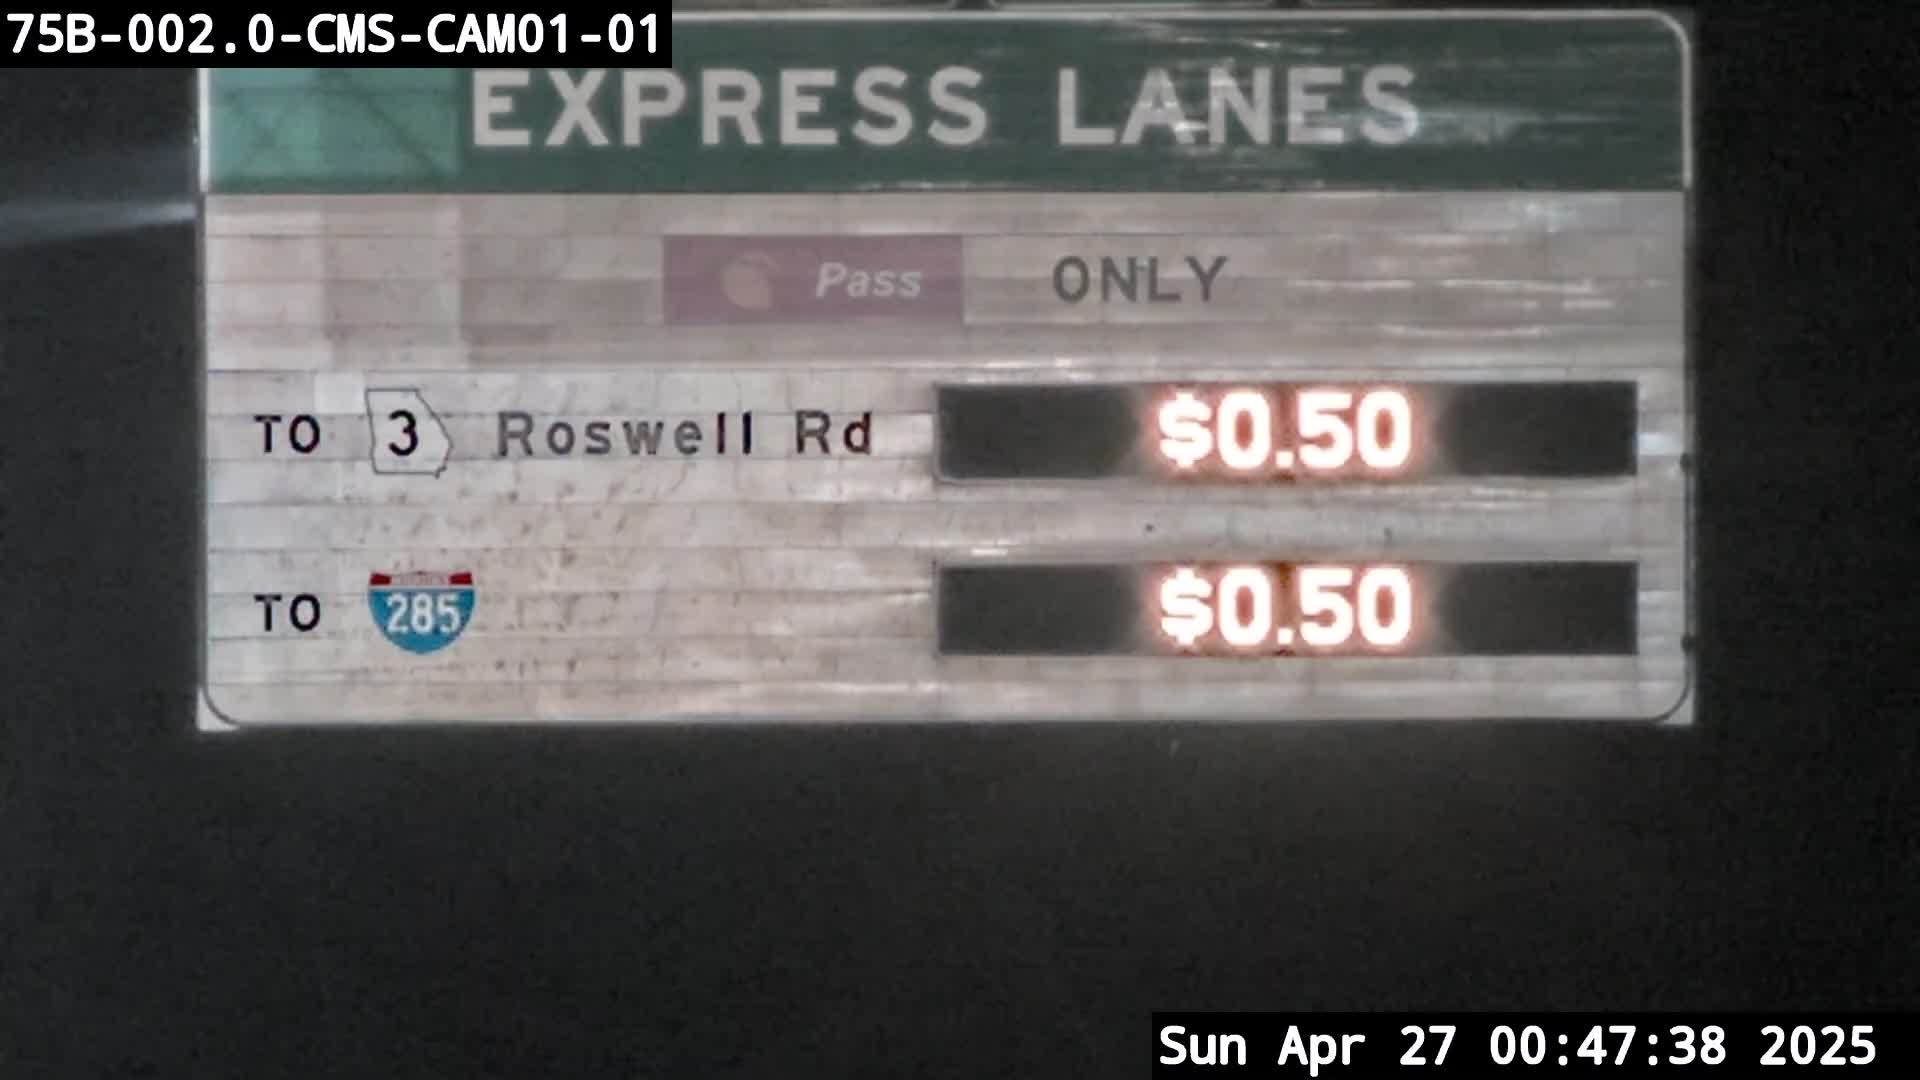 75B-002.0-CMS-CAM01-01
EXPRESS LANES
Pass ONLY
TO 3 Roswell Rd $0.50
TO 285 $0.50
Sun Apr 27 00:47:38 2025